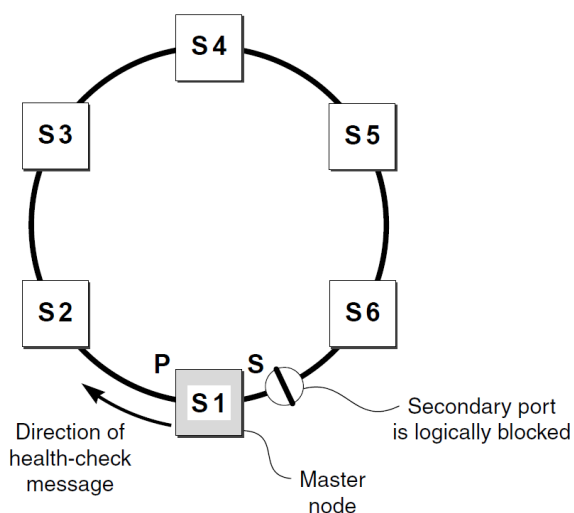 S4
S3
S5
S2
S6
P
S
S1
Direction of
health-check
message
Secondary port
is logically blocked
Master
node